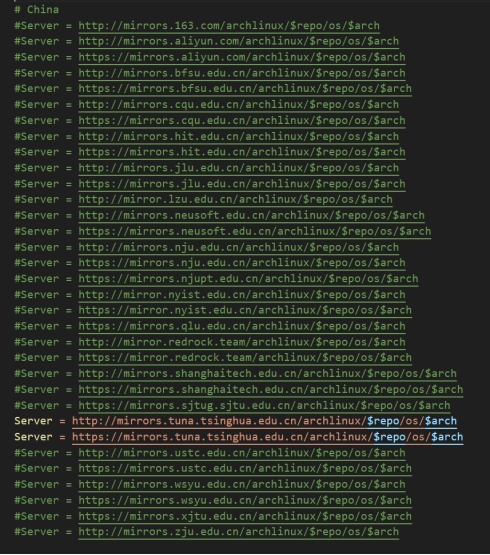 # China
#Server = http://mirrors.163.com/archlinux/$repo/os/$arch
#Server = http://mirrors.aliyun.com/archlinux/$repo/os/$arch
#Server = https://mirrors.aliyun.com/archlinux/$repo/os/$arch
#Server = http://mirrors.bfsu.edu.cn/archlinux/$repo/os/$arch
#Server = https://mirrors.bfsu.edu.cn/archlinux/$repo/os/$arch
#Server = http://mirrors.cqu.edu.cn/archlinux/$repo/os/$arch
#Server = https://mirrors.cqu.edu.cn/archlinux/$repo/os/$arch
#Server = http://mirrors.hit.edu.cn/archlinux/$repo/os/$arch
#Server = https://mirrors.hit.edu.cn/archlinux/$repo/os/$arch
#Server = http://mirrors.jlu.edu.cn/archlinux/$repo/os/$arch
#Server = https://mirrors.jlu.edu.cn/archlinux/$repo/os/$arch
#Server = http://mirror.lzu.edu.cn/archlinux/$repo/os/$arch
#Server = http://mirrors.neusoft.edu.cn/archlinux/$repo/os/$arch
#Server = https://mirrors.neusoft.edu.cn/archlinux/$repo/os/$arch
#Server = http://mirrors.nju.edu.cn/archlinux/$repo/os/$arch
#Server = https://mirrors.nju.edu.cn/archlinux/$repo/os/$arch
#Server = http://mirrors.njupt.edu.cn/archlinux/$repo/os/$arch
#Server = http://mirror.nyist.edu.cn/archlinux/$repo/os/$arch
#Server = https://mirror.nyist.edu.cn/archlinux/$repo/os/$arch
#Server = https://mirrors.qlu.edu.cn/archlinux/$repo/os/$arch
#Server = http://mirror.redrock.team/archlinux/$repo/os/$arch
#Server = https://mirror.redrock.team/archlinux/$repo/os/$arch
#Server = http://mirrors.shanghaitech.edu.cn/archlinux/$repo/os/$arch
#Server = https://mirrors.shanghaitech.edu.cn/archlinux/$repo/os/$arch
#Server = https://mirrors.sjtug.sjtu.edu.cn/archlinux/$repo/os/$arch
Server = http://mirrors.tuna.tsinghua.edu.cn/archlinux/$repo/os/$arch
Server = https://mirrors.tuna.tsinghua.edu.cn/archlinux/$repo/os/$arch
#Server = http://mirrors.ustc.edu.cn/archlinux/$repo/os/$arch
#Server = https://mirrors.ustc.edu.cn/archlinux/$repo/os/$arch
#Server = http://mirrors.wsyu.edu.cn/archlinux/$repo/os/$arch
#Server = https://mirrors.wsyu.edu.cn/archlinux/$repo/os/$arch
#Server = https://mirrors.xjtu.edu.cn/archlinux/$repo/os/$arch
#Server = http://mirrors.zju.edu.cn/archlinux/$repo/os/$arch